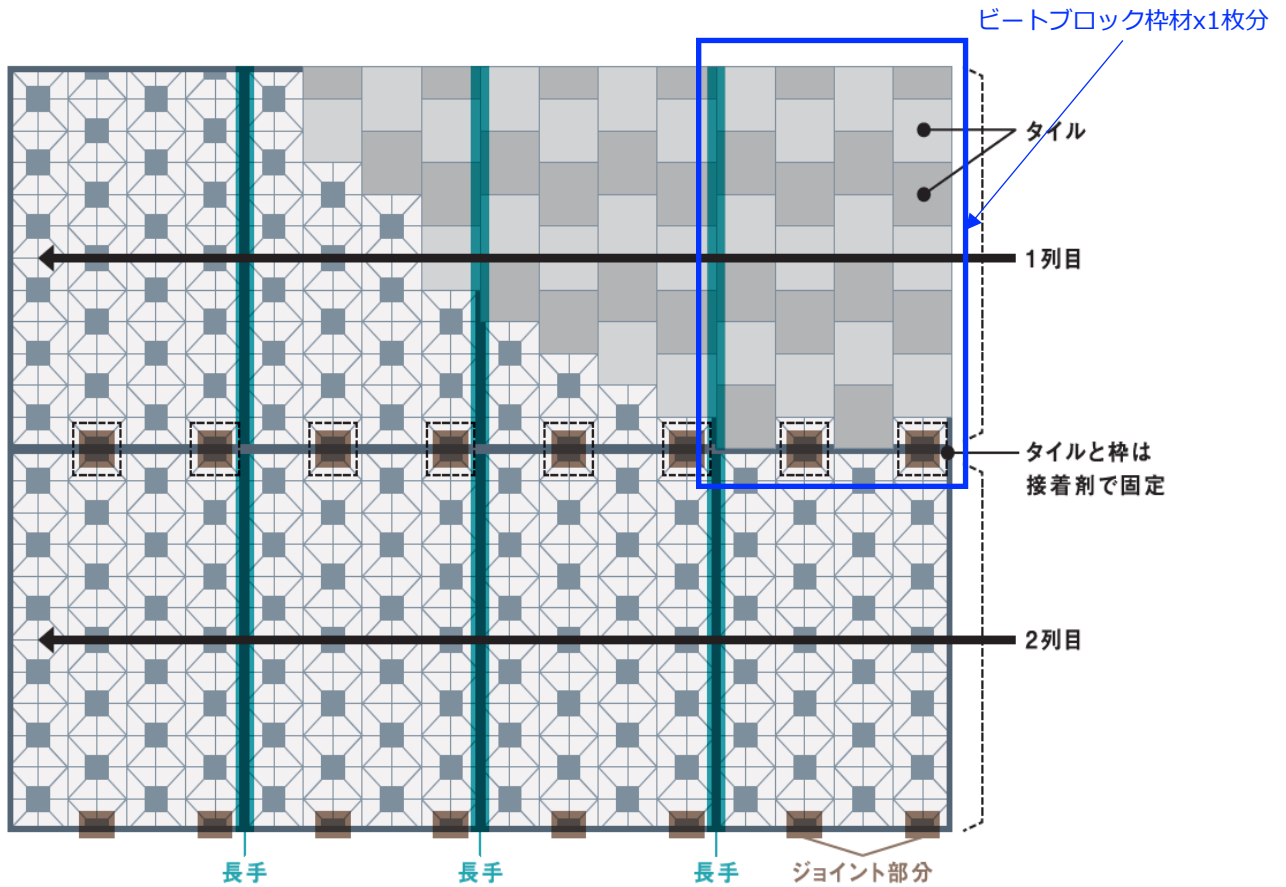 ビートブロック枠材x1枚分
タイル
1列目
タイルと枠は
接着剤で固定
2列目
長手
長手
長手
ジョイント部分